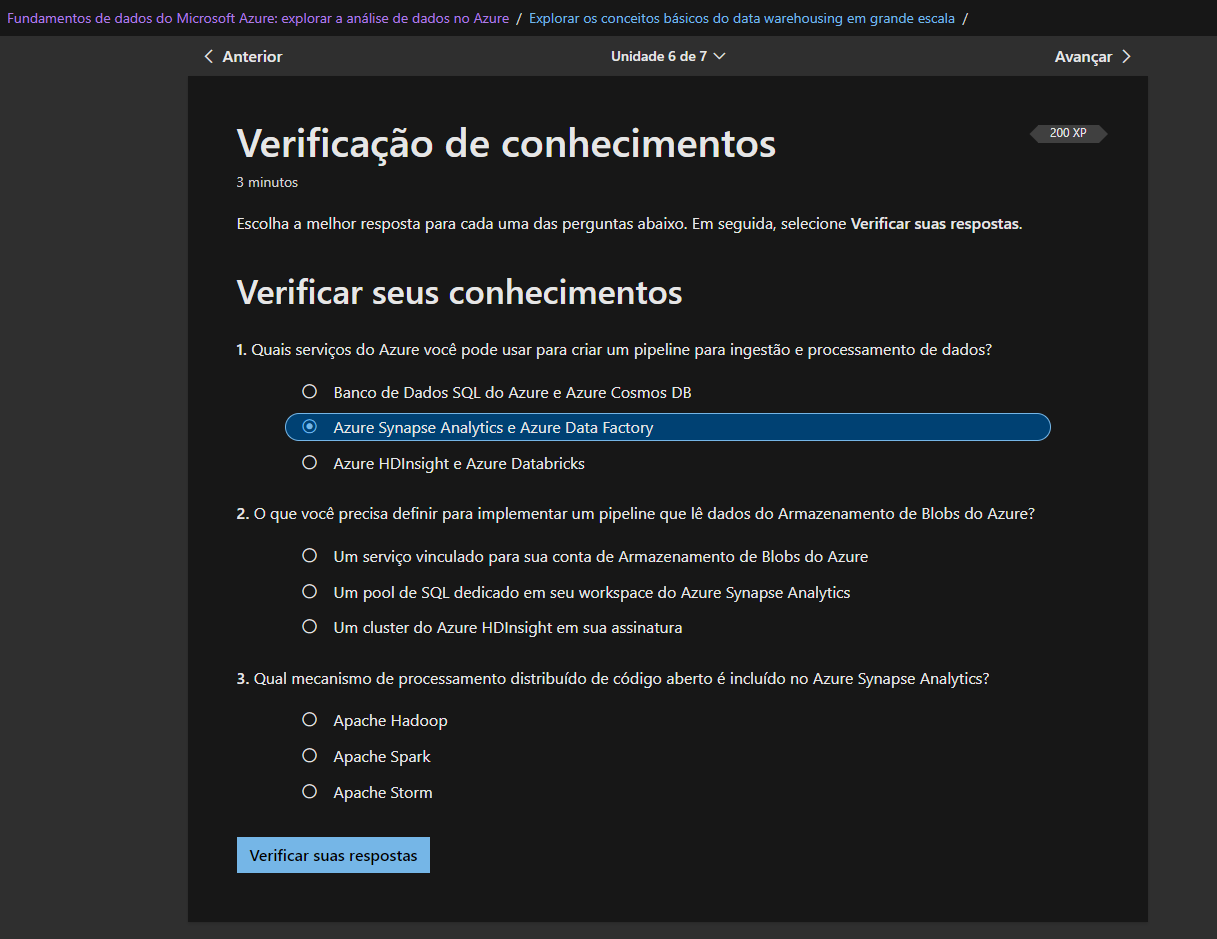 Fundamentos de dados do Microsoft Azure: explorar a análise de dados no Azure / Explorar os conceitos básicos do data warehousing em grande escala /
Anterior Unidade 6 de 7 Avançar
Verificação de conhecimentos 200 XP
3 minutos
Escolha a melhor resposta para cada uma das perguntas abaixo. Em seguida, selecione Verificar suas respostas.
Verificar seus conhecimentos
1. Quais serviços do Azure você pode usar para criar um pipeline para ingestão e processamento de dados?
Banco de Dados SQL do Azure e Azure Cosmos DB
Azure Synapse Analytics e Azure Data Factory
Azure HDInsight e Azure Databricks
2. O que você precisa definir para implementar um pipeline que lê dados do Armazenamento de Blobs do Azure?
Um serviço vinculado para sua conta de Armazenamento de Blobs do Azure
Um pool de SQL dedicado em seu workspace do Azure Synapse Analytics
Um cluster do Azure HDInsight em sua assinatura
3. Qual mecanismo de processamento distribuído de código aberto é incluído no Azure Synapse Analytics?
Apache Hadoop
Apache Spark
Apache Storm
Verificar suas respostas